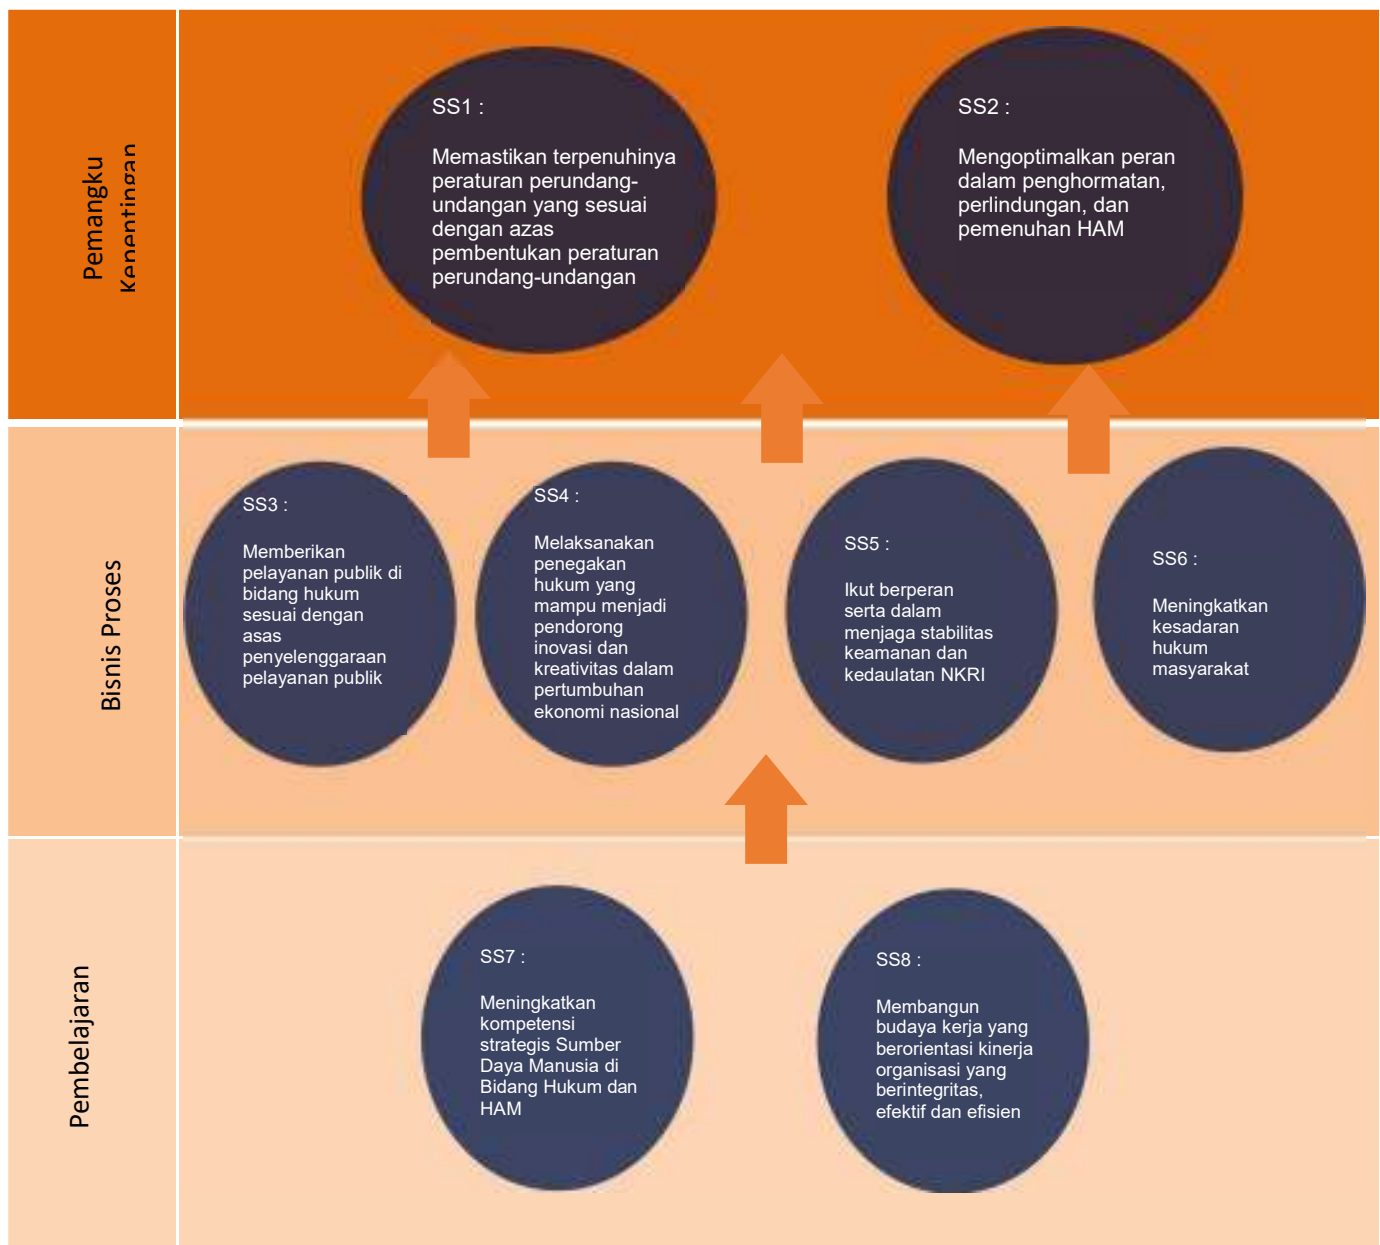 Pemangku
Kepentingan
SS1 :
Memastikan terpenuhinya
peraturan perundang-
undangan yang sesuai
dengan azas
pembentukan peraturan
perundang-undangan
SS2 :
Mengoptimalkan peran
dalam penghormatan,
perlindungan, dan
pemenuhan HAM
Bisnis Proses
SS3 :
Memberikan
pelayanan publik di
bidang hukum
sesuai dengan
asas
penyelenggaraan
pelayanan publik
SS4 :
Melaksanakan
penegakan
hukum yang
mampu menjadi
pendorong
inovasi dan
kreativitas dalam
pertumbuhan
ekonomi nasional
SS5 :
Ikut berperan
serta dalam
menjaga stabilitas
keamanan dan
kedaulatan NKRI
SS6 :
Meningkatkan
kesadaran
hukum
masyarakat
Pembelajaran
SS7 :
Meningkatkan
kompetensi
strategis Sumber
Daya Manusia di
Bidang Hukum dan
HAM
SS8 :
Membangun
budaya kerja yang
berorientasi kinerja
organisasi yang
berintegritas,
efektif dan efisien